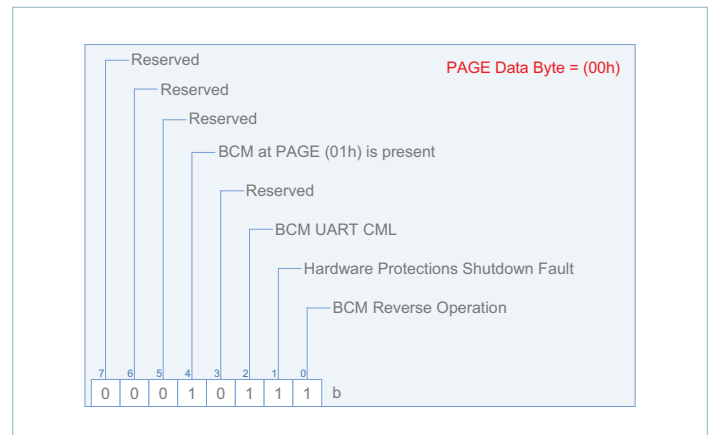 Reserved
PAGE Data Byte = (00h)
Reserved
Reserved
BCM at PAGE (01h) is present
Reserved
BCM UART CML
Hardware Protections Shutdown Fault
BCM Reverse Operation
7 6 5 4 3 2 1 0
0 0 0 1 0 1 1 1 b